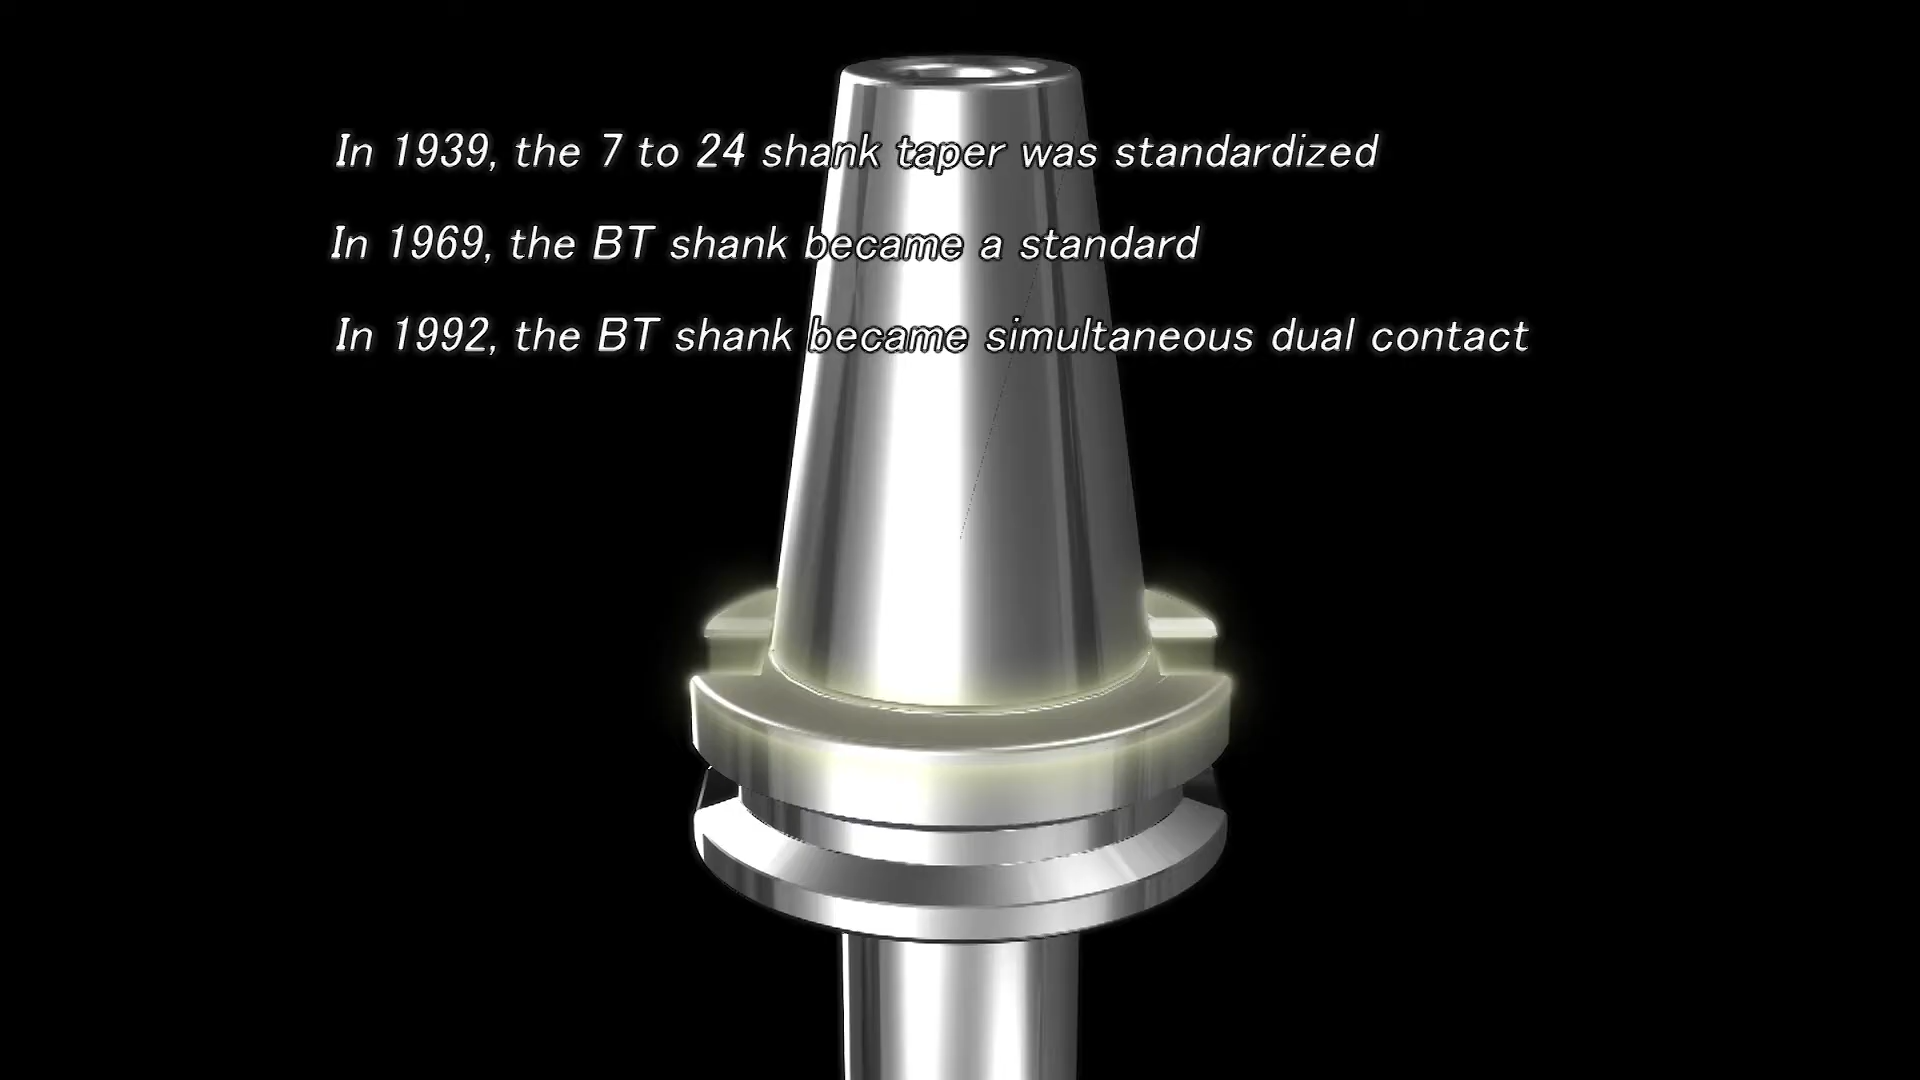 In 1939, the 7 to 24 shank taper was standardized
In 1969, the BT shank became a standard
In 1992, the BT shank became simultaneous dual contact